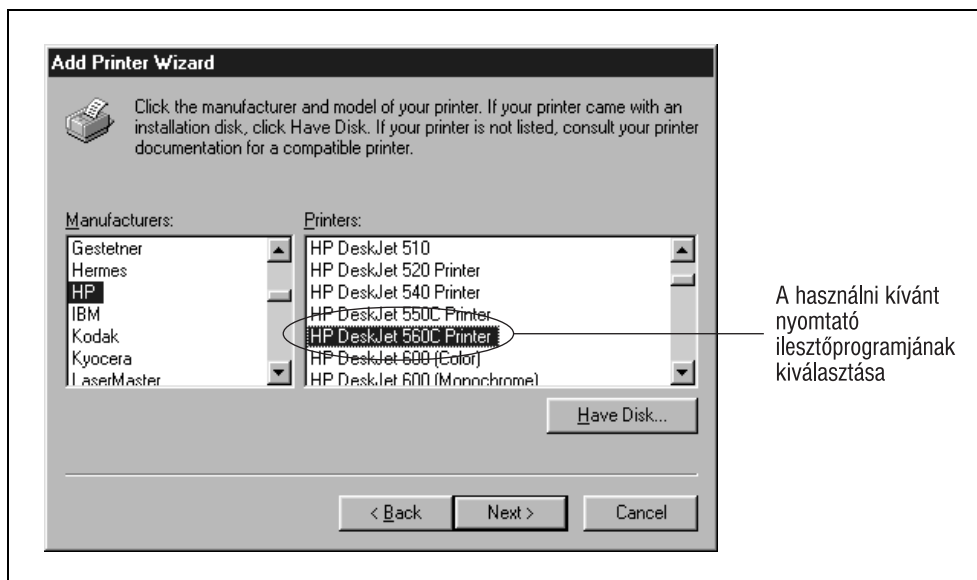 Add Printer Wizard
Click the manufacturer and model of your printer. If your printer came with an
installation disk, click Have Disk. If your printer is not listed, consult your printer
documentation for a compatible printer.
Manufacturers:
Gestetner
Hermes
HP
IBM
Kodak
Kyocera
LaserMaster
Printers:
HP DeskJet 510
HP DeskJet 520 Printer
HP DeskJet 540 Printer
HP DeskJet 550C Printer
HP DeskJet 560C Printer
HP DeskJet 600 (Color)
HP DeskJet 600 (Monochrome)
Have Disk...
< Back
Next >
Cancel
A használni kívánt
nyomtató
ilesztőprogramjának
kiválasztása